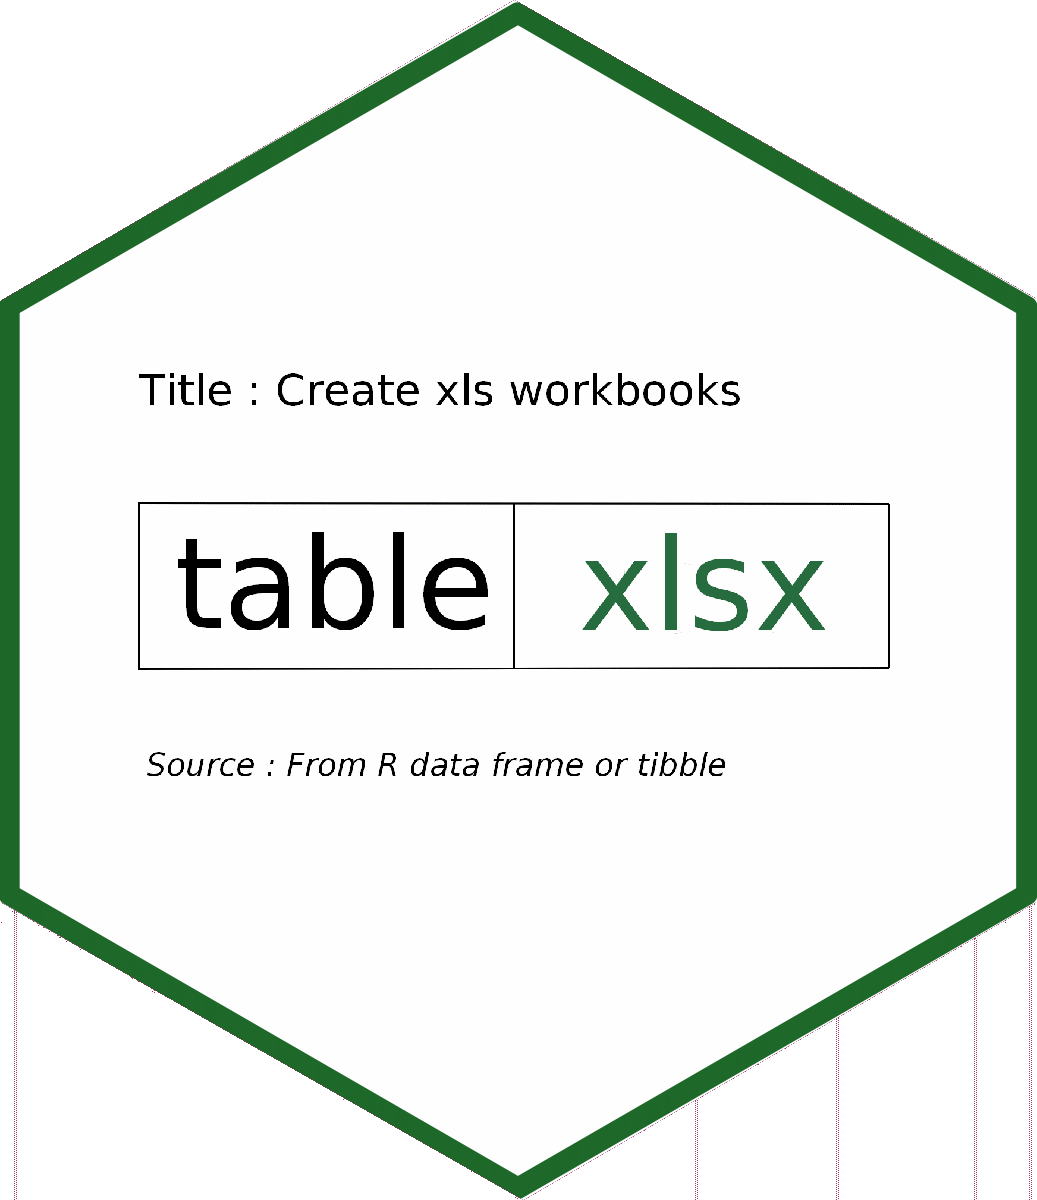 Title : Create xls workbooks
table xlsx
Source : From R data frame or tibble